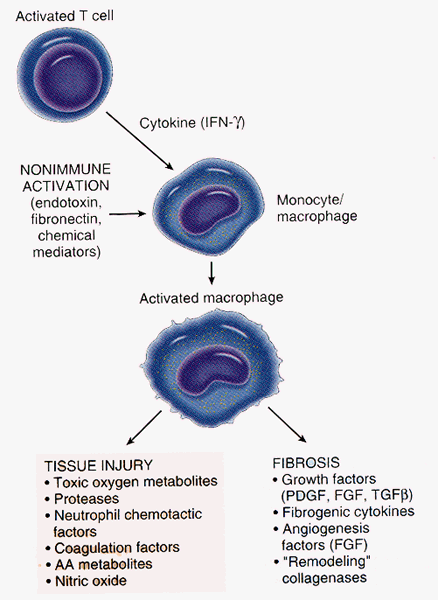 Activated T cell
Cytokine (IFN-γ)
NONIMMUNE
ACTIVATION
(endotoxin,
fibronectin,
chemical
mediators)
Monocyte/
macrophage
Activated macrophage
TISSUE INJURY
• Toxic oxygen metabolites
• Proteases
• Neutrophil chemotactic
factors
• Coagulation factors
• AA metabolites
• Nitric oxide
FIBROSIS
• Growth factors
(PDGF, FGF, TGFβ)
• Fibrogenic cytokines
• Angiogenesis
factors (FGF)
• "Remodeling"
collagenases